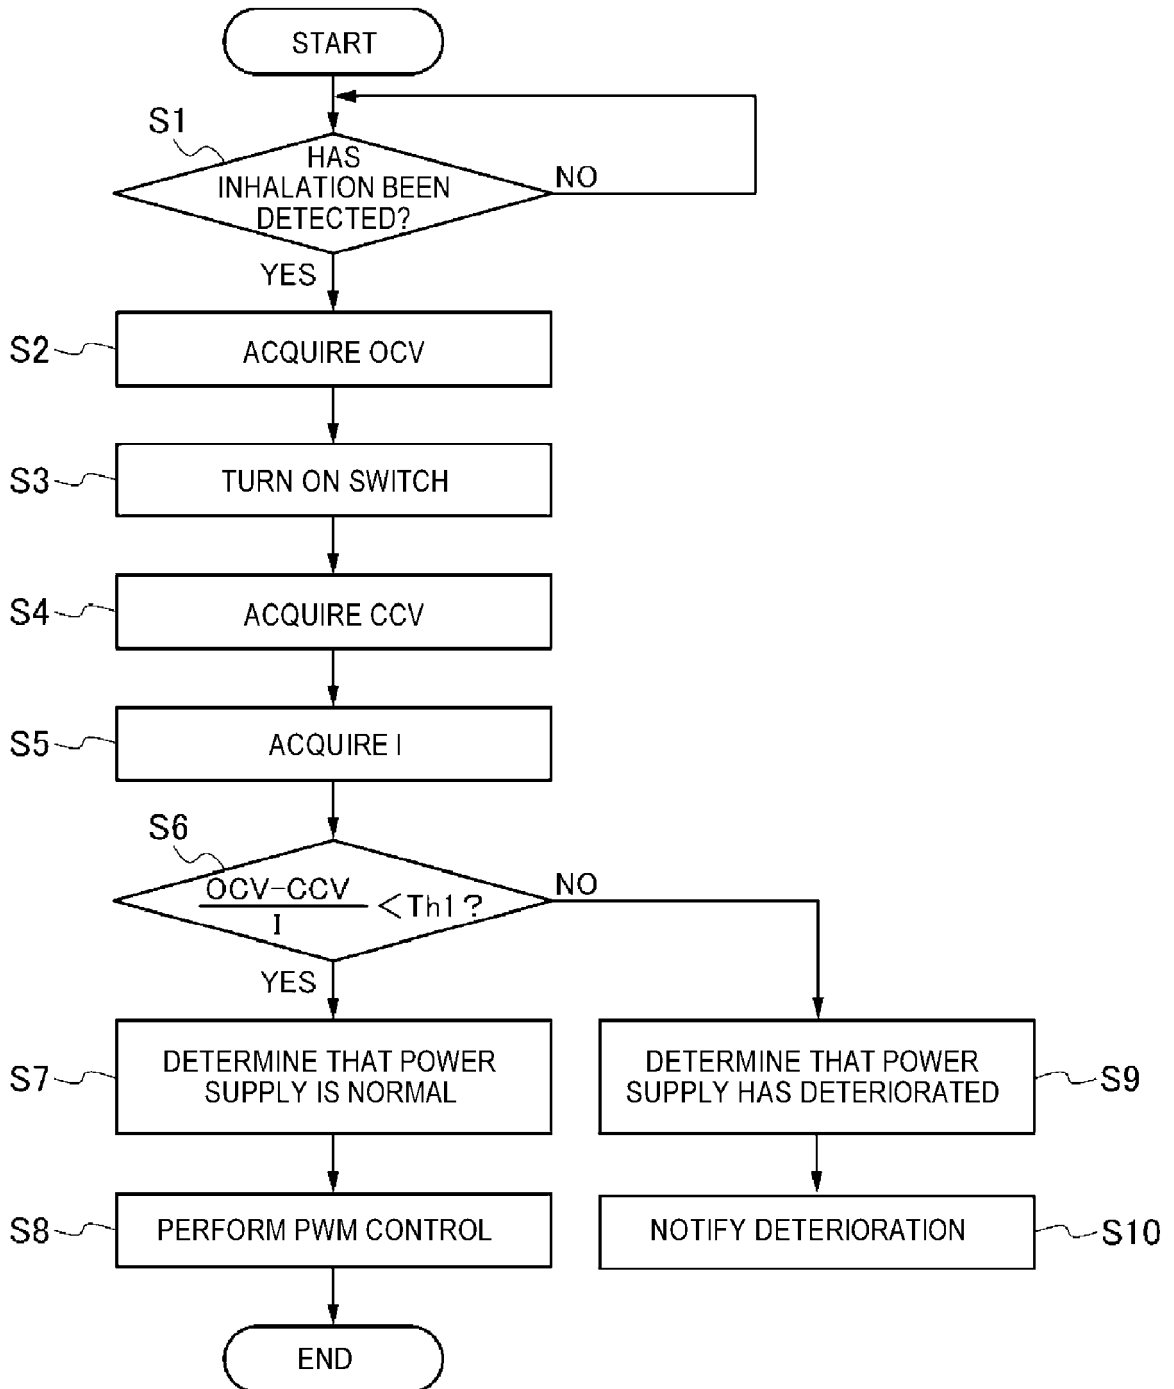 START
S1
HAS
INHALATION BEEN
DETECTED?
NO
YES
S2
ACQUIRE OCV
S3
TURN ON SWITCH
S4
ACQUIRE CCV
S5
ACQUIRE I
S6
OCV-CCV
I
<Th1?
NO
YES
S7
DETERMINE THAT POWER
SUPPLY IS NORMAL
DETERMINE THAT POWER
SUPPLY HAS DETERIORATED
S9
S8
PERFORM PWM CONTROL
NOTIFY DETERIORATION
S10
END